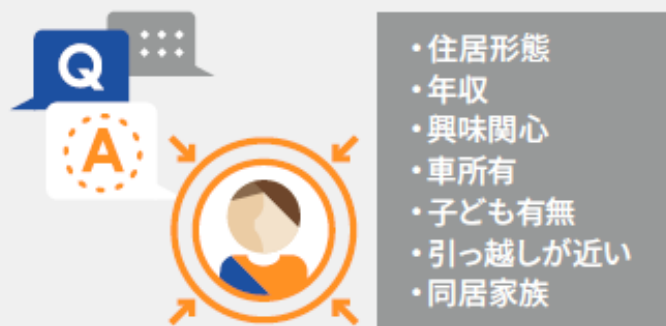 Q
A
・住居形態
・年収
・興味関心
・車所有
・子ども有無
・引っ越しが近い
・同居家族